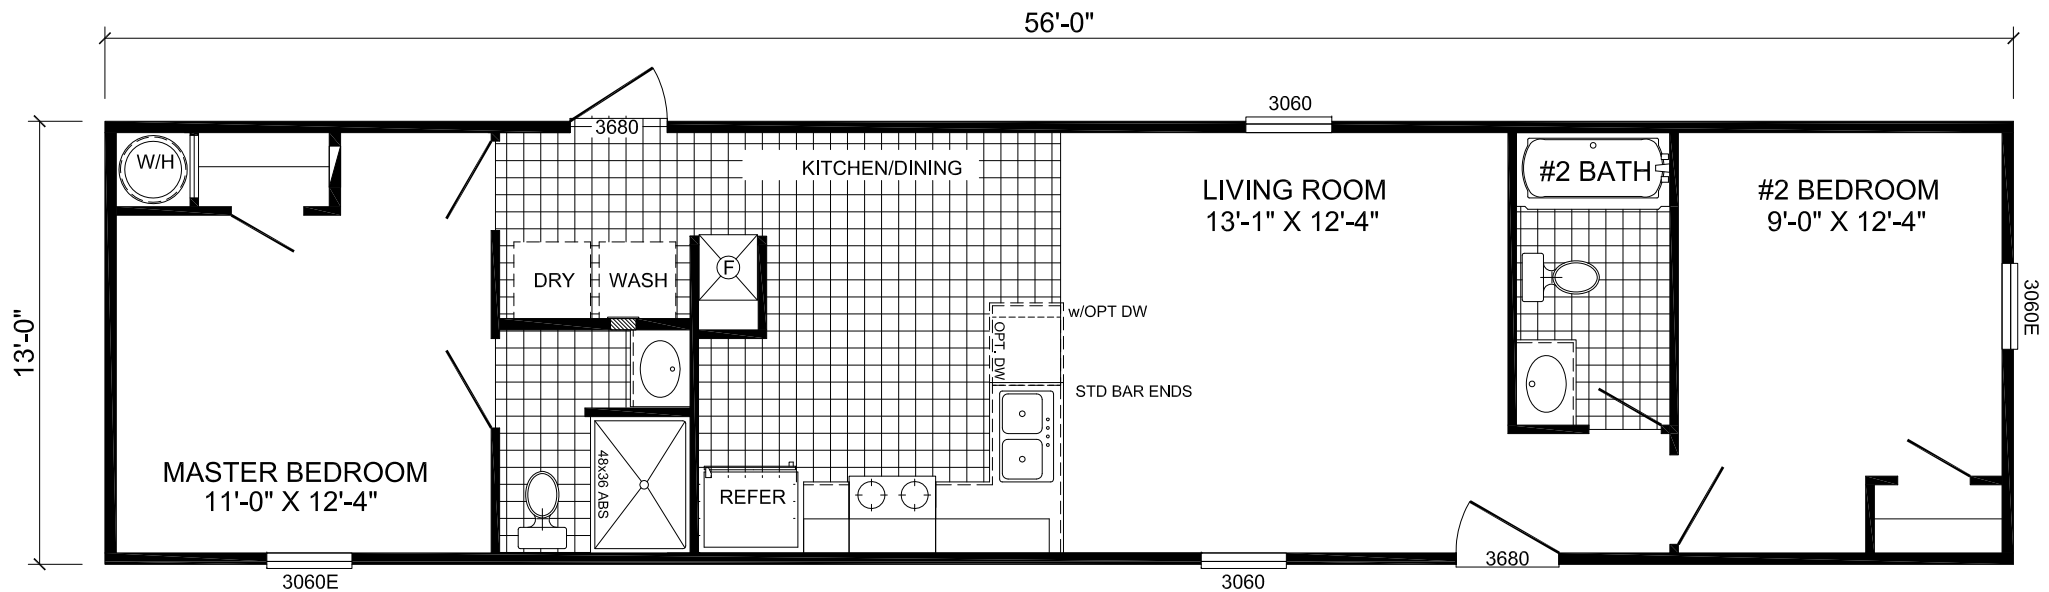 56'-0"
3060
3680
W/H
KITCHEN/DINING
#2 BATH
LIVING ROOM
13'-1" X 12'-4"
#2 BEDROOM
9'-0" X 12'-4"
F
DRY
WASH
3060E
w/OPT DW
OPT. DW
13'-0"
STD BAR ENDS
MASTER BEDROOM
11'-0" X 12'-4"
48x36 ABS
REFER
3680
3060E
3060